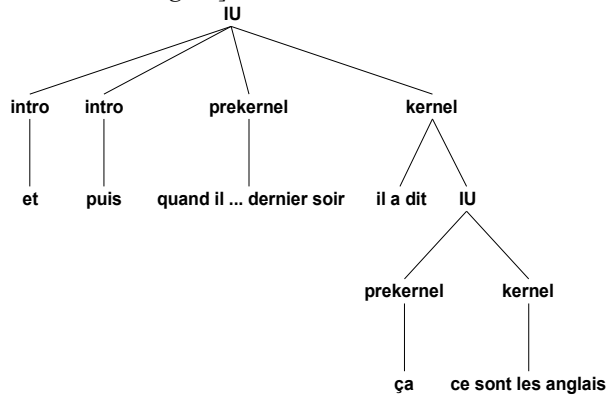 IU
intro intro prekernel kernel
et puis quand il ... dernier soir il a dit IU
prekernel kernel
ça ce sont les anglais